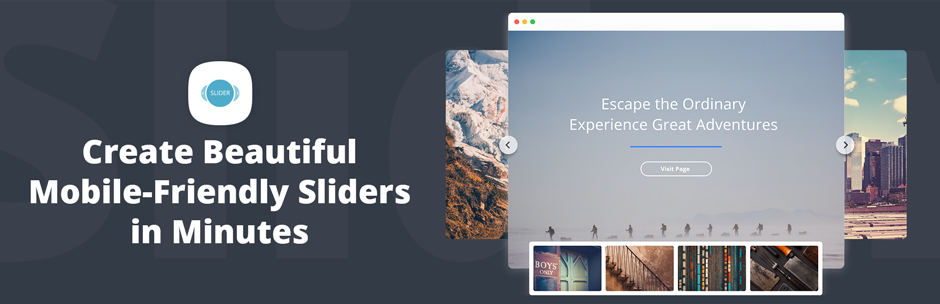 SLIDER
Create Beautiful
Mobile-Friendly Sliders
in Minutes
Escape the Ordinary
Experience Great Adventures
Visit Page
BOYS
ONLY